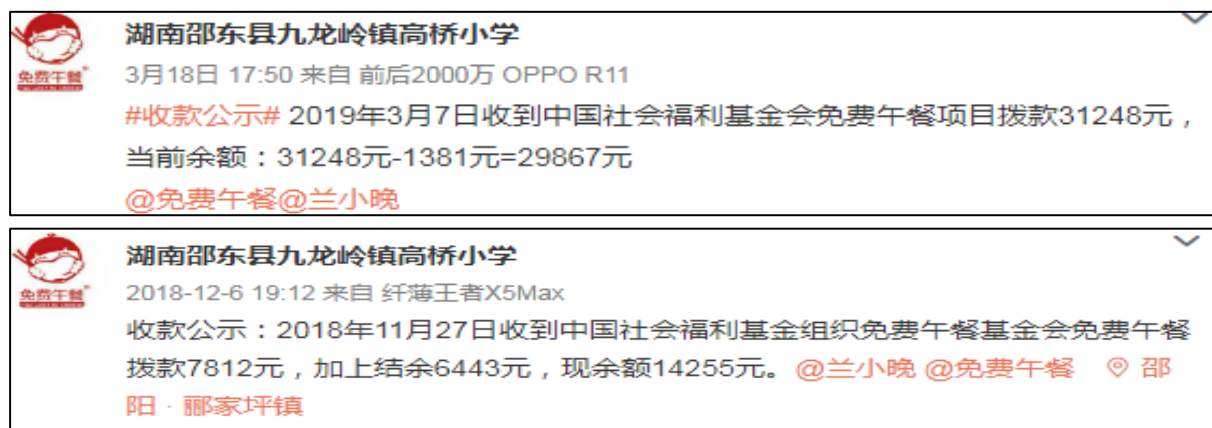 湖南邵东县九龙岭镇高桥小学
免费午餐
3月18日 17:50 来自 前后2000万 OPPO R11
#收款公示# 2019年3月7日收到中国社会福利基金会免费午餐项目拨款31248元，
当前余额：31248元-1381元=29867元
@免费午餐@兰小晚
湖南邵东县九龙岭镇高桥小学
免费午餐
2018-12-6 19:12 来自 纤薄王者X5Max
收款公示：2018年11月27日收到中国社会福利基金组织免费午餐基金会免费午餐
拨款7812元，加上结余6443元，现余额14255元。@兰小晚 @免费午餐 邵
阳 · 郦家坪镇